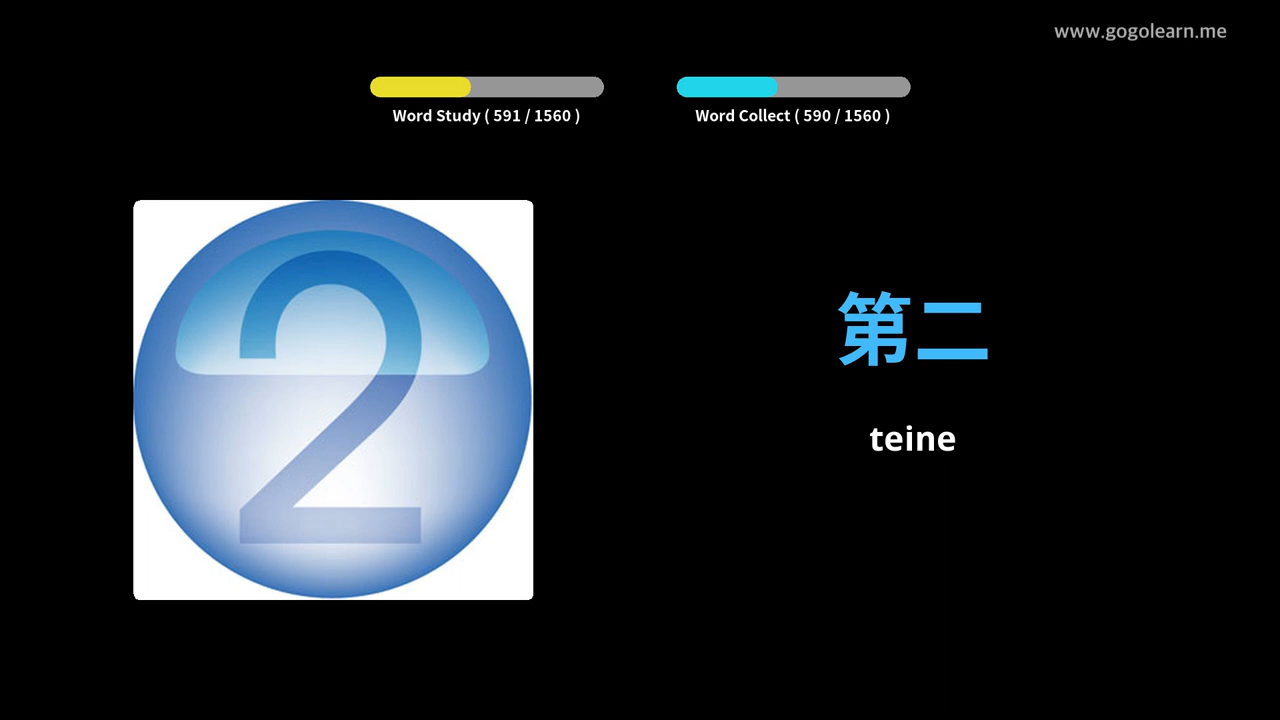 www.gogolearn.me
Word Study ( 591 / 1560 )
Word Collect ( 590 / 1560 )
2
第二
teine